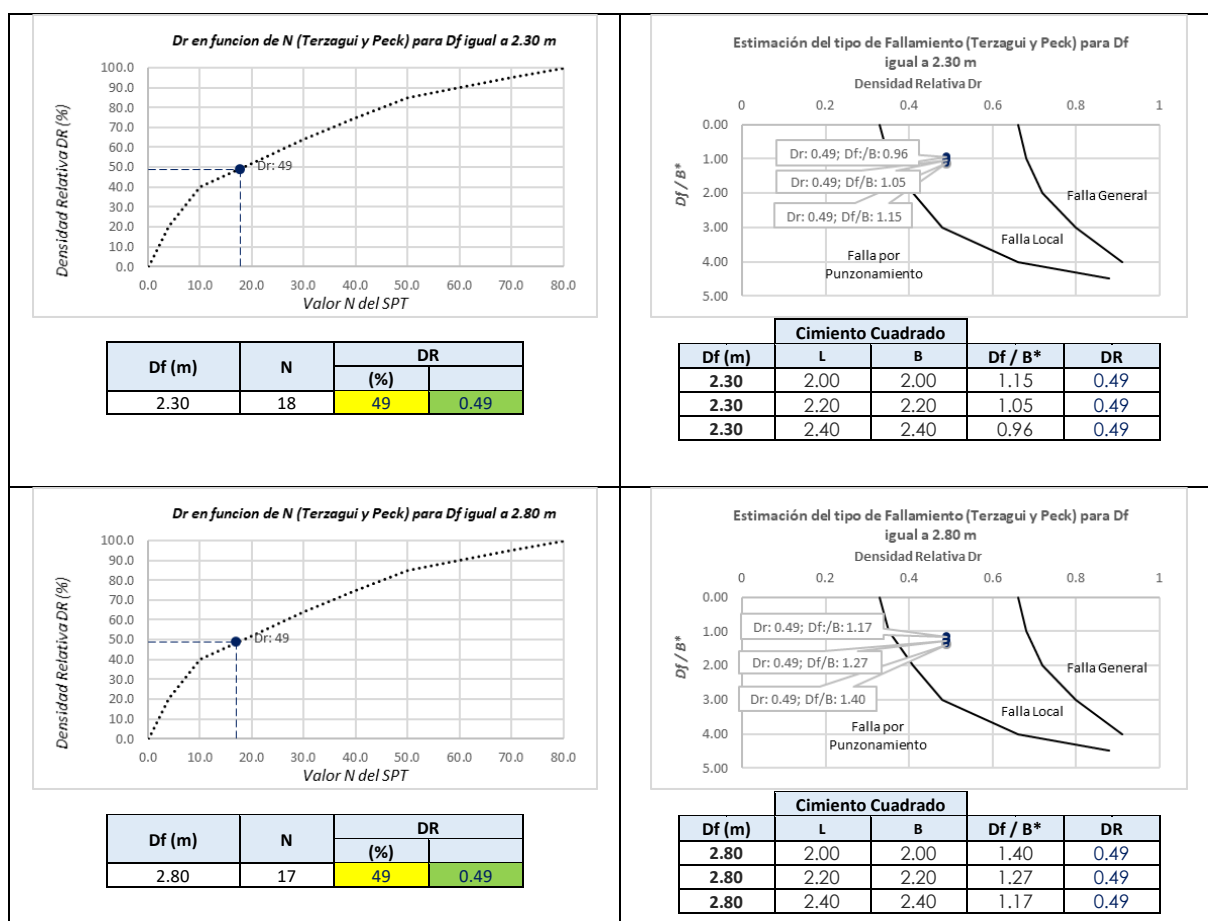 Dr en funcion de N (Terzagui y Peck) para Df igual a 2.30 m
Densidad Relativa DR (%)
100.0
90.0
80.0
70.0
60.0
50.0
40.0
30.0
20.0
10.0
0.0
Dr: 49
0.0 10.0 20.0 30.0 40.0 50.0 60.0 70.0 80.0
Valor N del SPT
Df (m) N DR
(%)
2.30 18 49 0.49
Estimación del tipo de Fallamiento (Terzagui y Peck) para Df
igual a 2.30 m
Densidad Relativa Dr
0 0.2 0.4 0.6 0.8 1
Df / B*
0.00
1.00
2.00
3.00
4.00
5.00
Dr: 0.49; Df:/B: 0.96
Dr: 0.49; Df/B: 1.05
Dr: 0.49; Df/B: 1.15
Falla General
Falla Local
Falla por
Punzonamiento
Cimiento Cuadrado
Df (m) L B Df / B* DR
2.30 2.00 2.00 1.15 0.49
2.30 2.20 2.20 1.05 0.49
2.30 2.40 2.40 0.96 0.49
Dr en funcion de N (Terzagui y Peck) para Df igual a 2.80 m
Densidad Relativa DR (%)
100.0
90.0
80.0
70.0
60.0
50.0
40.0
30.0
20.0
10.0
0.0
Dr: 49
0.0 10.0 20.0 30.0 40.0 50.0 60.0 70.0 80.0
Valor N del SPT
Df (m) N DR
(%)
2.80 17 49 0.49
Estimación del tipo de Fallamiento (Terzagui y Peck) para Df
igual a 2.80 m
Densidad Relativa Dr
0 0.2 0.4 0.6 0.8 1
Df / B*
0.00
1.00
2.00
3.00
4.00
5.00
Dr: 0.49; Df:/B: 1.17
Dr: 0.49; Df/B: 1.27
Dr: 0.49; Df/B: 1.40
Falla General
Falla Local
Falla por
Punzonamiento
Cimiento Cuadrado
Df (m) L B Df / B* DR
2.80 2.00 2.00 1.40 0.49
2.80 2.20 2.20 1.27 0.49
2.80 2.40 2.40 1.17 0.49